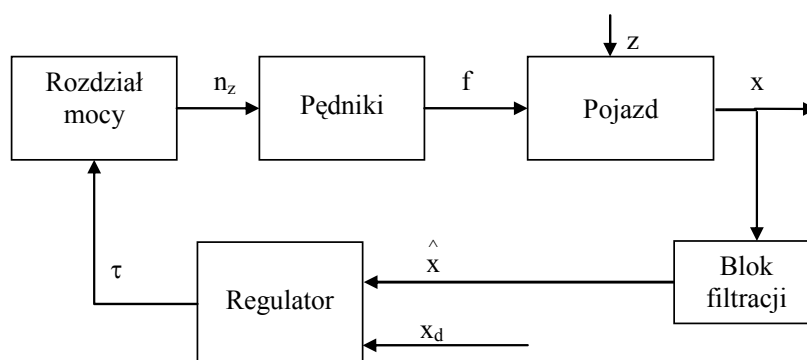 z
Rozdział
mocy
n_z
Pędniki
f
Pojazd
x
τ
Regulator
^
x
x_d
Blok
filtracji